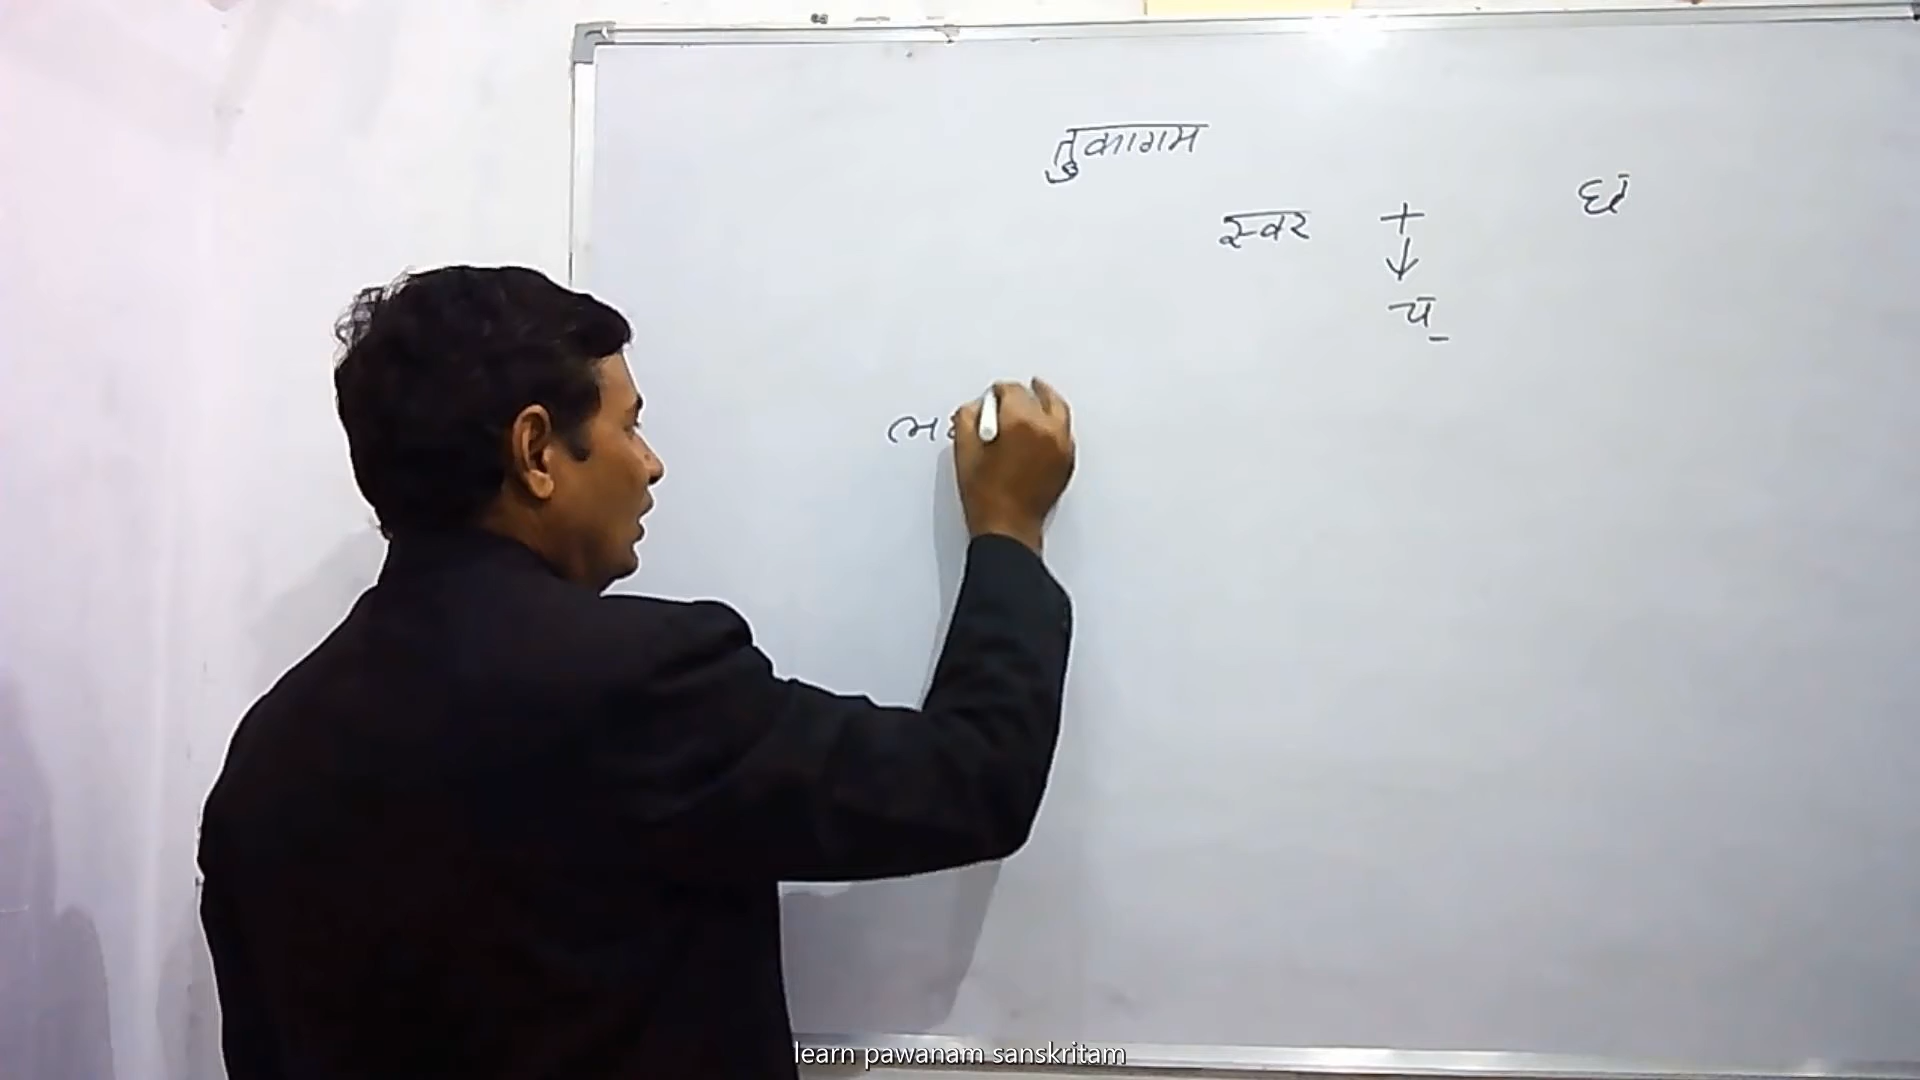 तुकागम
स्वर + छ
↓
च्
learn pawanam sanskritam